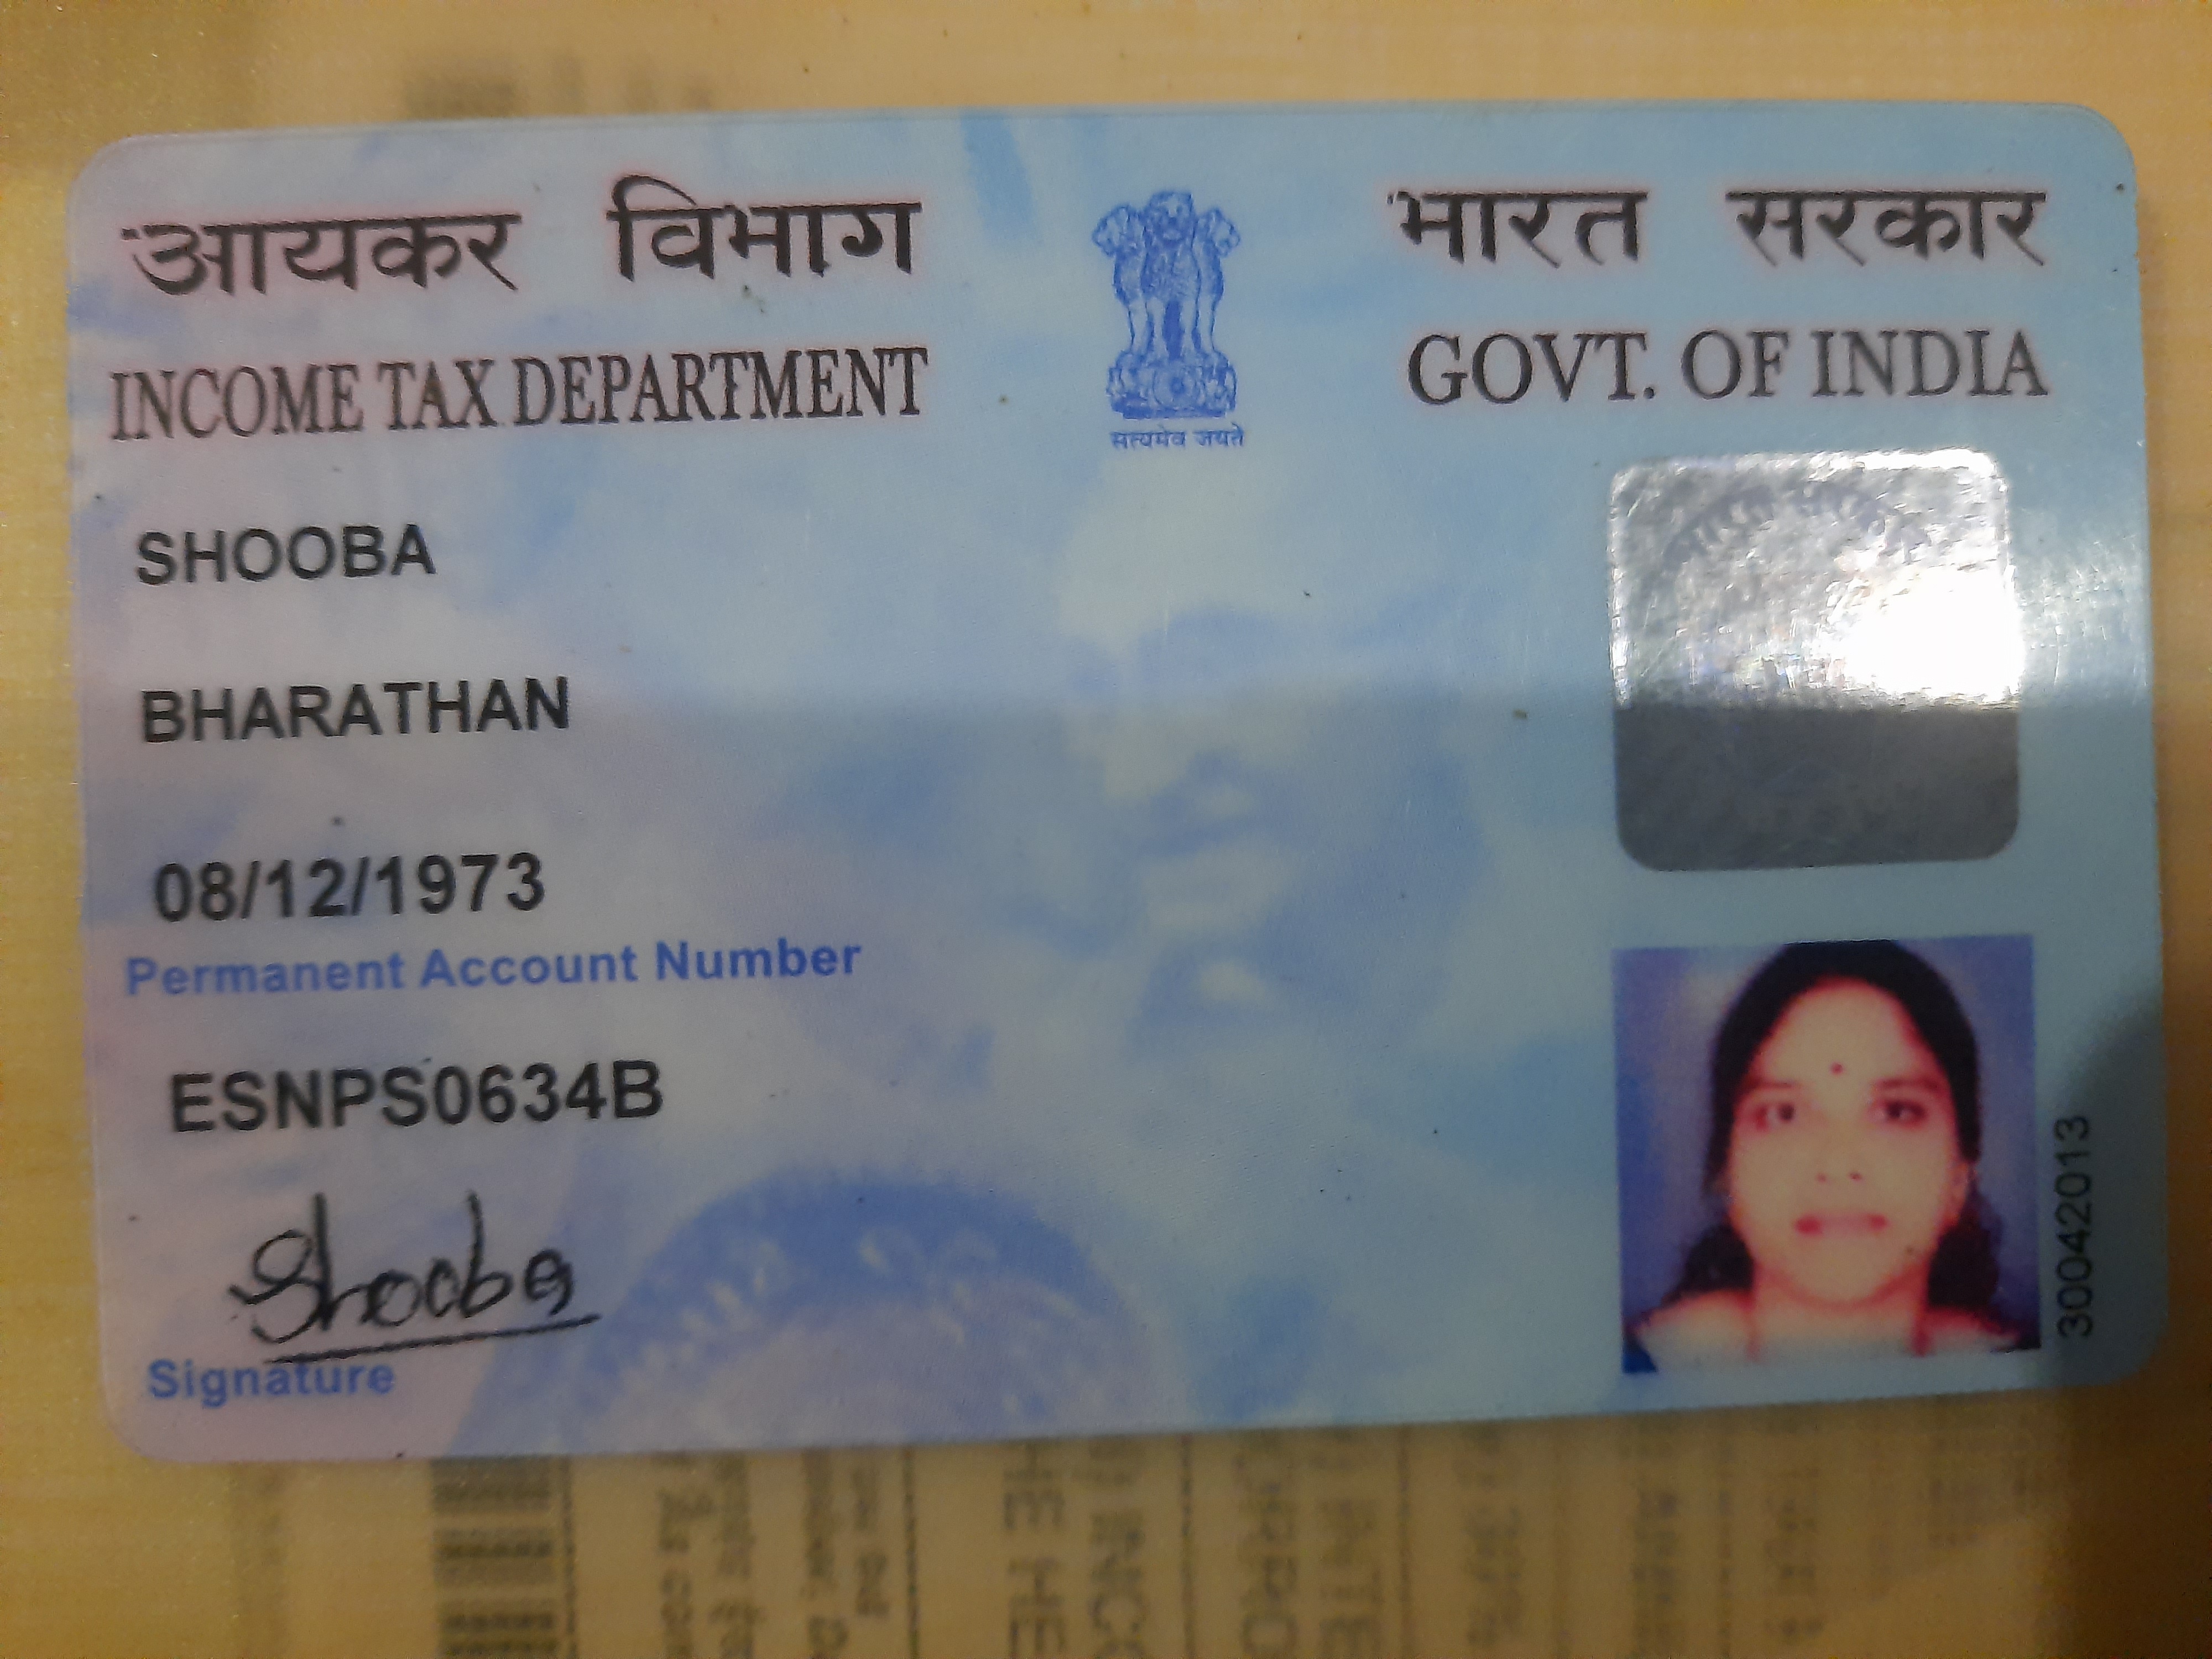 आयकर विभाग
INCOME TAX DEPARTMENT
सत्यमेव जयते
भारत सरकार
GOVT. OF INDIA
SHOOBA
BHARATHAN
08/12/1973
Permanent Account Number
ESNPS0634B
Shooba
Signature
30042013